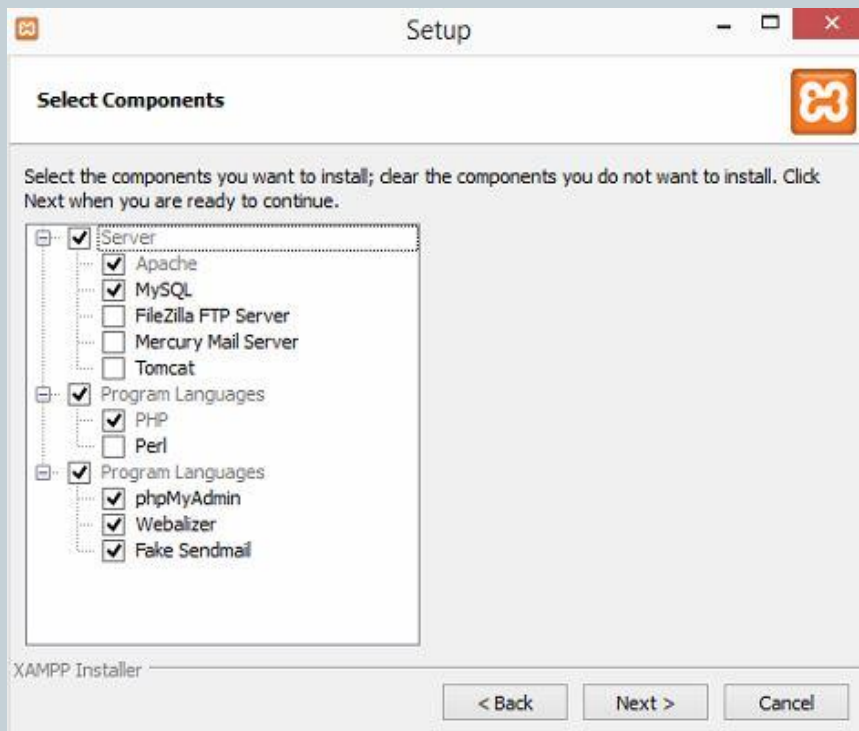 Setup
Select Components
Select the components you want to install; clear the components you do not want to install. Click
Next when you are ready to continue.
Server
Apache
MySQL
FileZilla FTP Server
Mercury Mail Server
Tomcat
Program Languages
PHP
Perl
Program Languages
phpMyAdmin
Webalizer
Fake Sendmail
XAMPP Installer
< Back Next > Cancel